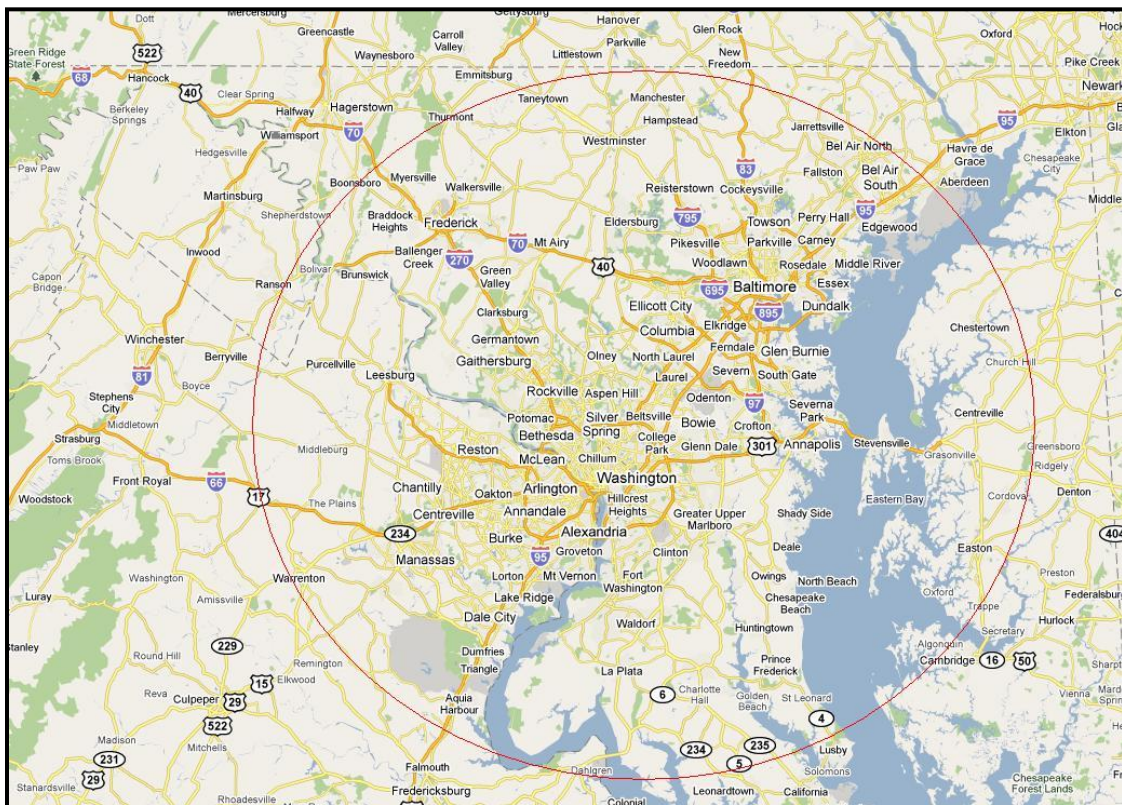 Dott
Mercersburg
Gettysburg
Hanover
Glen Rock
Oxford
Hock
Green Ridge
State Forest
522
Greencastle
Carroll
Valley
Parkville
Waynesboro
Littlestown
New
Freedom
Pike Creek
68
Hancock
Emmitsburg
Newark
40
Clear Spring
Hagerstown
Taneytown
Manchester
Berkeley
Springs
Halfway
Thurmont
Hampstead
95
Elkton
Williamsport
70
Westminster
Jarrettsville
Hedgesville
Bel Air North
Havre de
Grace
Chesapeake
City
Paw Paw
Myersville
83
Fallston
Bel Air
South
Boonsboro
Walkersville
Reisterstown
Cockeysville
Aberdeen
Martinsburg
Middle
Shepherdstown
Braddock
Heights
Frederick
Eldersburg
795
Towson
Perry Hall
95
Edgewood
Inwood
Ballenger
Creek
270
70
Mt Airy
Pikesville
Parkville
Carney
Bolivar
Brunswick
40
Woodlawn
Rosedale
Middle River
Capon
Bridge
Ranson
Green
Valley
695
Baltimore
Essex
Clarksburg
Ellicott City
895
Dundalk
Columbia
Elkridge
Chestertown
Winchester
Germantown
Ferndale
Berryville
Purcellville
Gaithersburg
Olney
North Laurel
Glen Burnie
Church Hill
81
Leesburg
Laurel
Severn
South Gate
Boyce
Rockville
Aspen Hill
Odenton
97
Stephens
City
Middletown
Potomac
Silver
Spring
Beltsville
Severna
Park
Centreville
Strasburg
Bethesda
College
Park
Bowie
Crofton
Toms Brook
Middleburg
Reston
McLean
Chillum
Glenn Dale
301
Annapolis
Stevensville
Grasonville
Greensboro
Ridgely
Front Royal
66
Chantilly
Oakton
Arlington
Washington
Woodstock
17
The Plains
Hillcrest
Heights
Eastern Bay
Cordova
Denton
Centreville
Annandale
Greater Upper
Marlboro
Shady Side
234
Burke
Alexandria
404
Manassas
95
Groveton
Clinton
Deale
Easton
Washington
Warrenton
Lorton
Mt Vernon
Fort
Washington
Owings
North Beach
Preston
Luray
Amissville
Lake Ridge
Chesapeake
Beach
Oxford
Federalsburg
Dale City
Waldorf
Trappe
Stanley
229
Huntingtown
Secretary
Hurlock
Round Hill
Remington
Dumfries
Triangle
Algonquin
Cambridge
16
50
15
Elkwood
La Plata
Prince
Frederick
Reva
Culpeper
29
Aquia
Harbour
6
Charlotte
Hall
Golden
Beach
St Leonard
Vienna
522
4
Madison
Mitchells
234
235
Lusby
231
5
29
Falmouth
Dahlgren
Solomons
Stanardsville
Rhoadesville
Fredericksburg
Colonial
Leonardtown
California
Chesapeake
Forest Lands